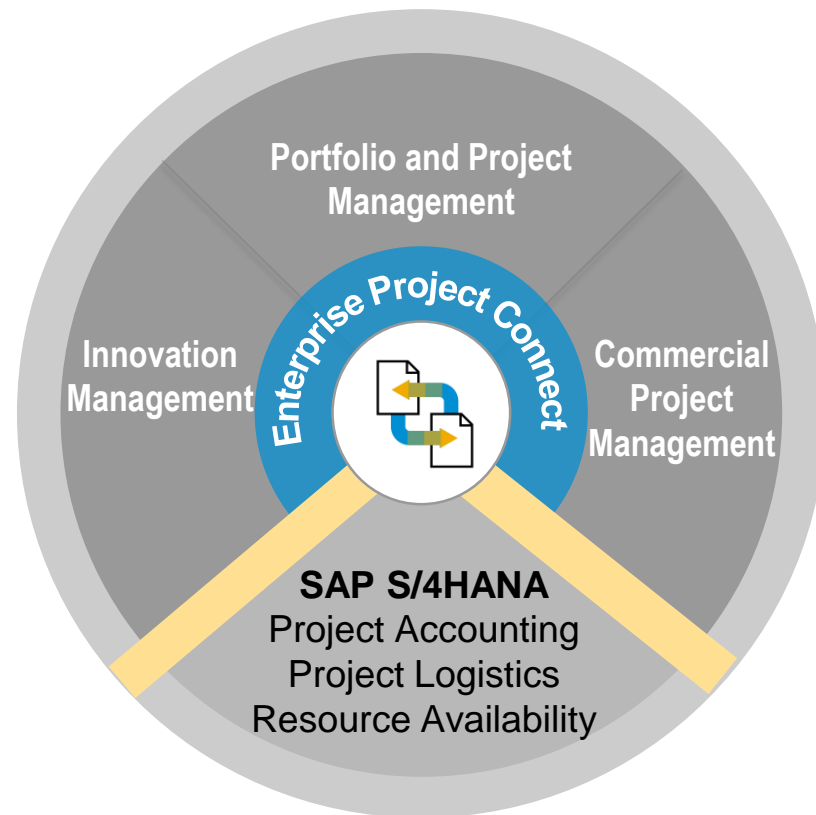 Portfolio and Project
Management
Enterprise Project Connect
Innovation
Management
Commercial
Project
Management
SAP S/4HANA
Project Accounting
Project Logistics
Resource Availability